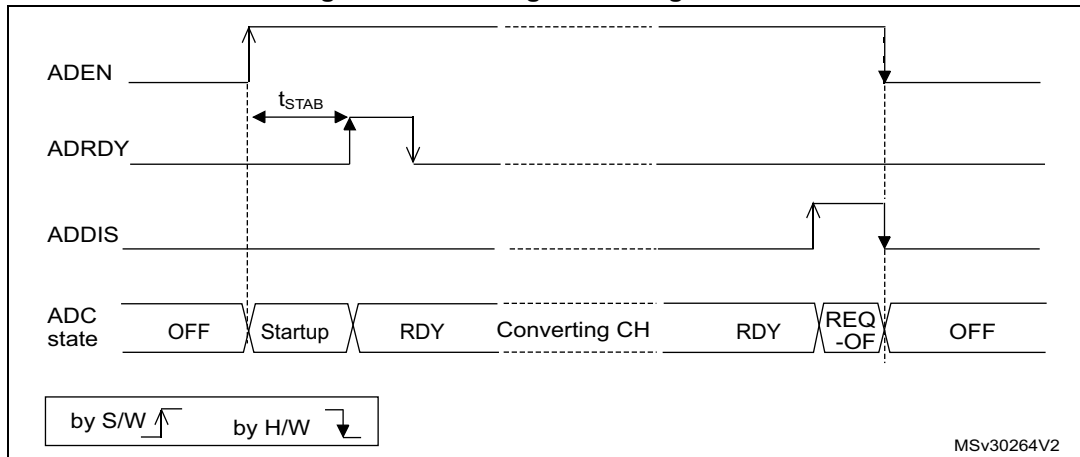 ADEN
tSTAB
ADRDY
ADDIS
ADC
state
OFF
Startup
RDY
Converting CH
RDY
REQ
-OF
OFF
by S/W
by H/W
MSv30264V2